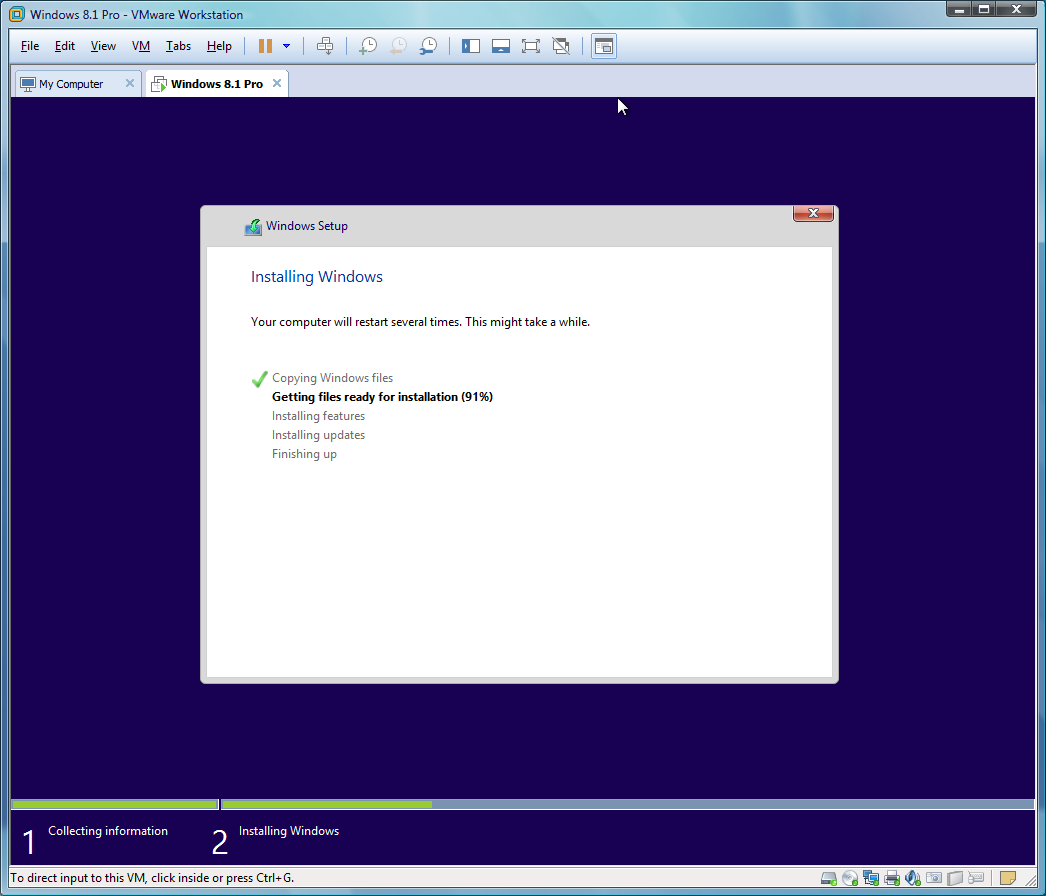 Windows 8.1 Pro - VMware Workstation
File Edit View VM Tabs Help
My Computer Windows 8.1 Pro
Windows Setup
Installing Windows
Your computer will restart several times. This might take a while.
Copying Windows files
Getting files ready for installation (91%)
Installing features
Installing updates
Finishing up
1 Collecting information 2 Installing Windows
To direct input to this VM, click inside or press Ctrl+G.